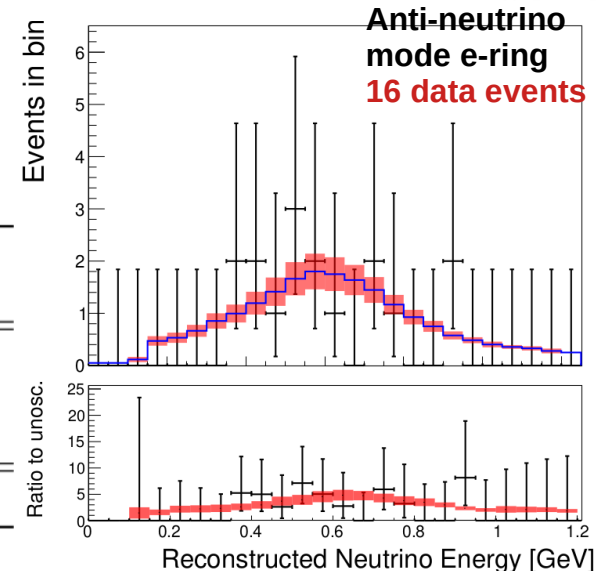 Anti-neutrino
mode e-ring
16 data events
Events in bin
6
5
4
3
2
1
0
Ratio to unosc.
25
20
15
10
5
0
0 0.2 0.4 0.6 0.8 1 1.2
Reconstructed Neutrino Energy [GeV]